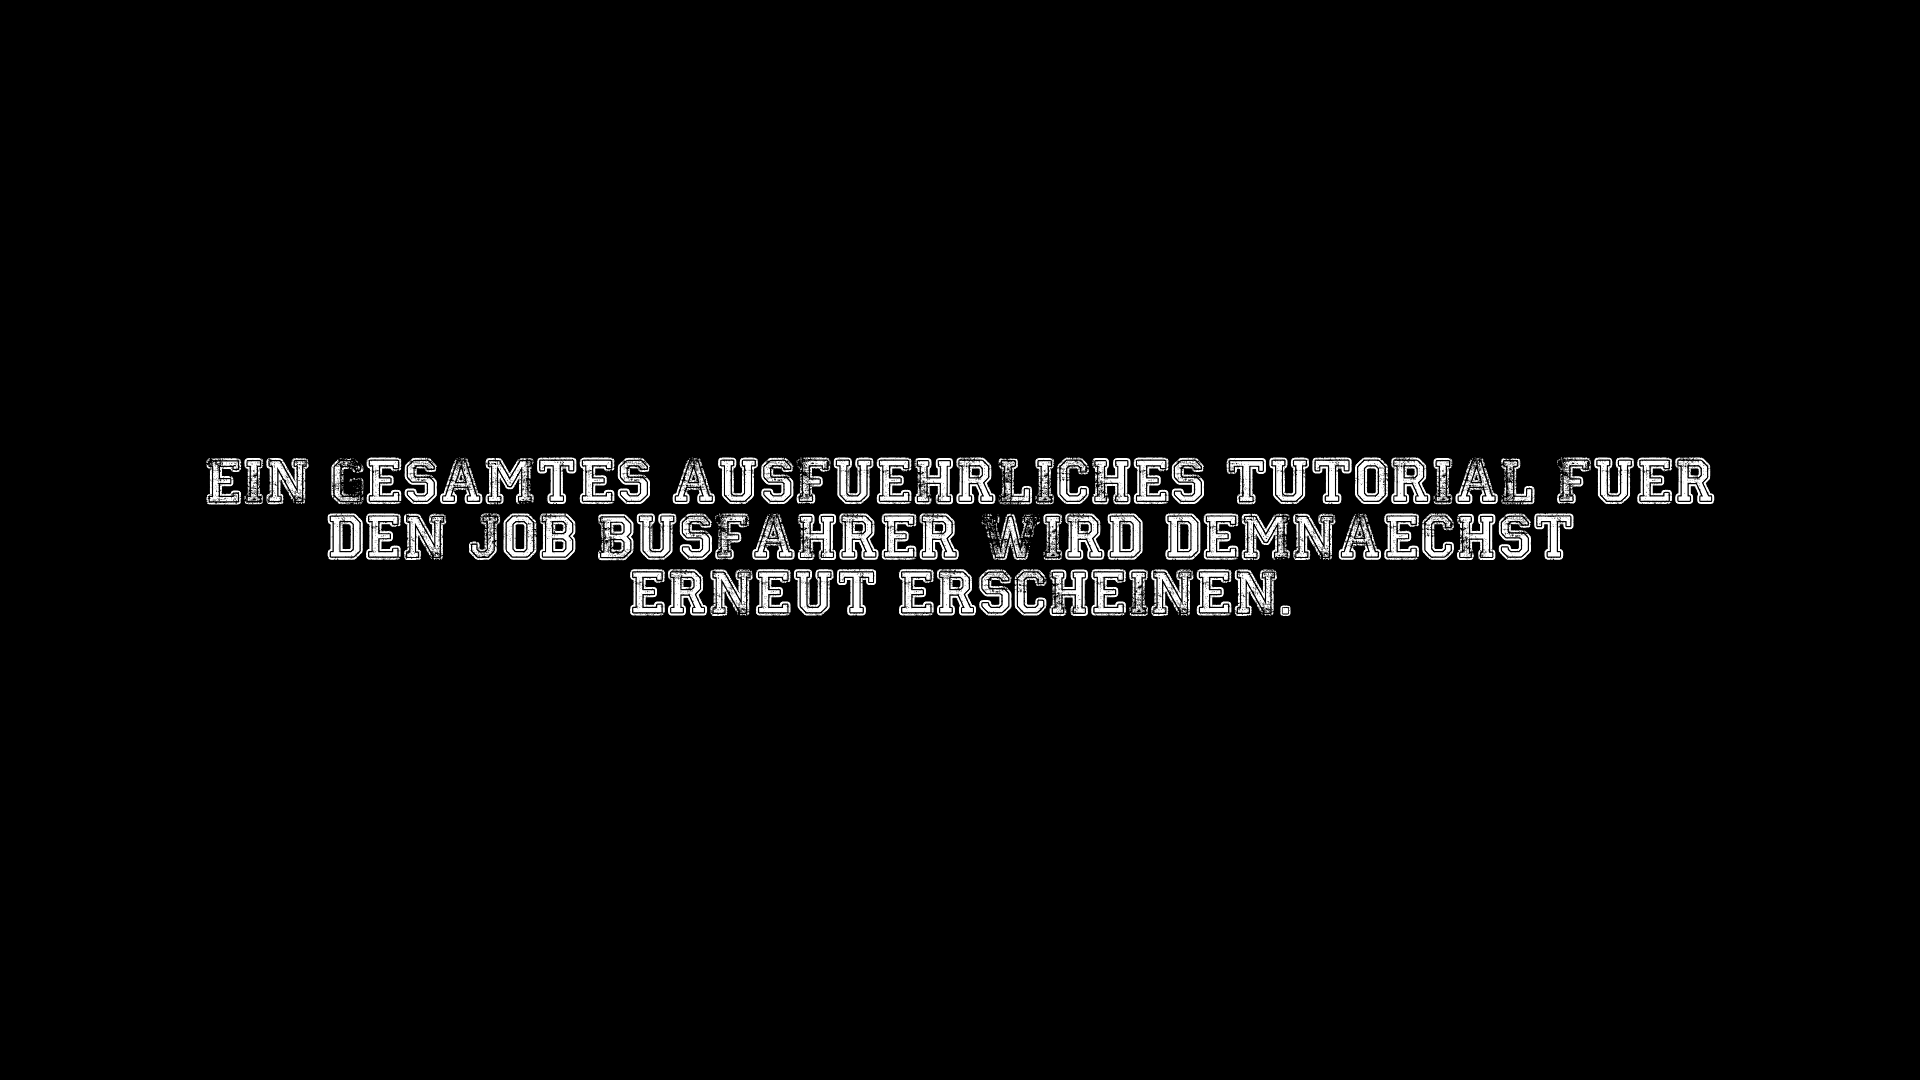 EIN GESAMTES AUSFUEHRLICHES TUTORIAL FUER
DEN JOB BUSFAHRER WIRD DEMNAECHST
ERNEUT ERSCHEINEN.